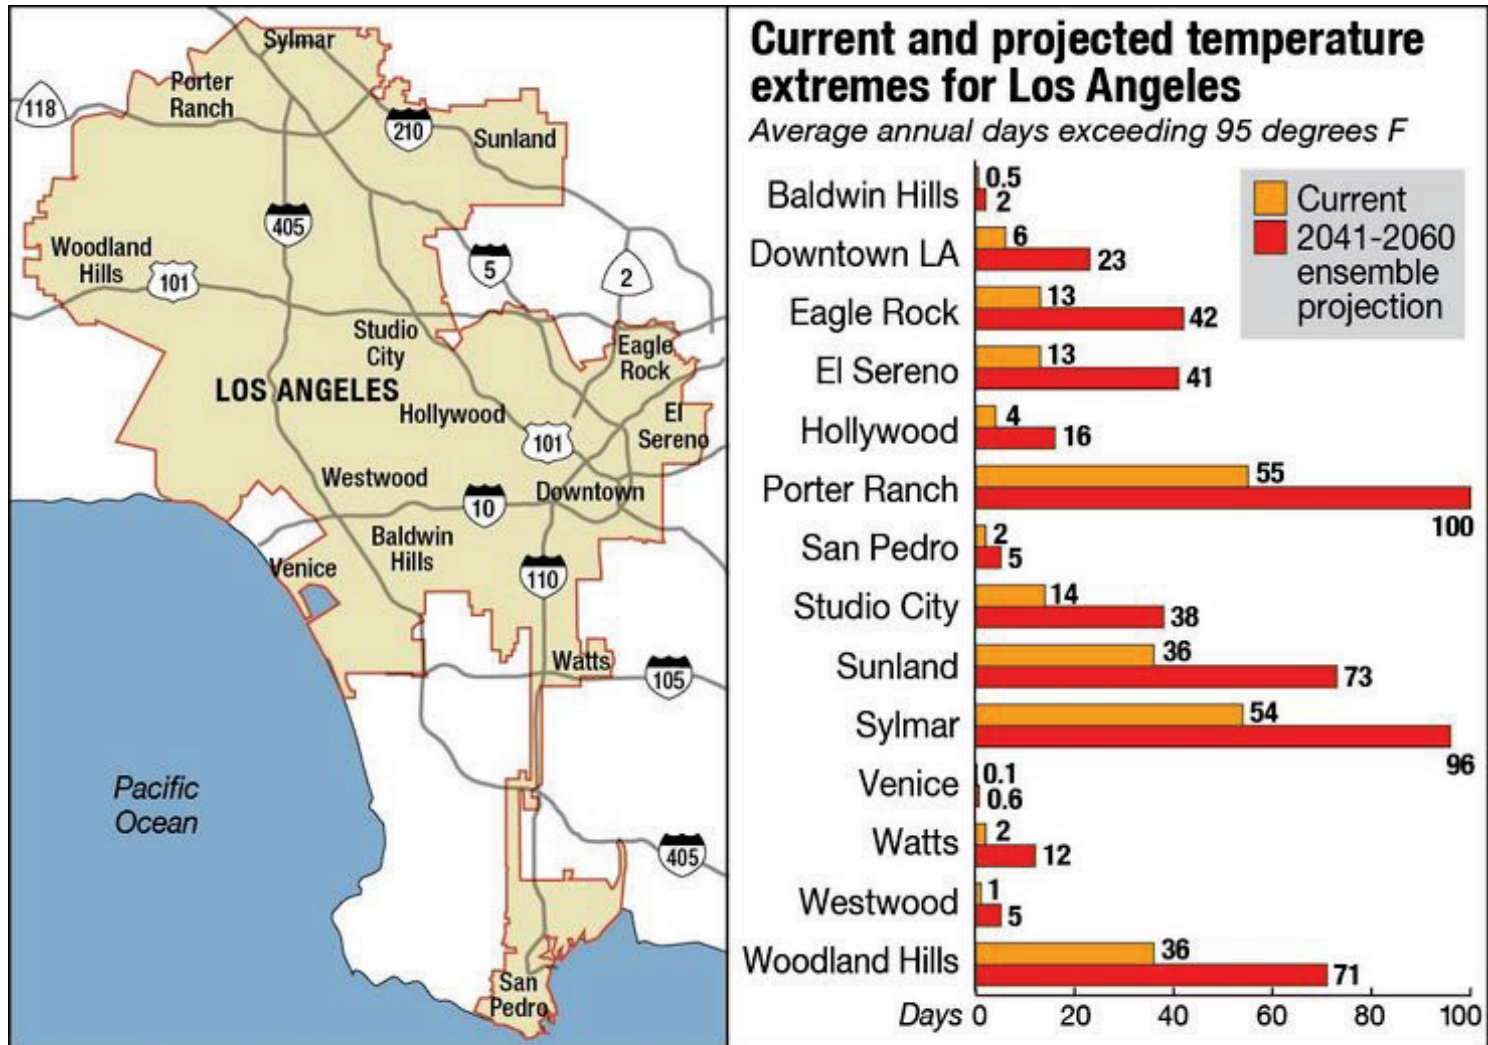 Sylmar
Porter
Ranch
118
210
Sunland
405
Woodland
Hills
101
5
2
Studio
City
Eagle
Rock
LOS ANGELES
Hollywood
El
Sereno
101
Westwood
10
Downtown
Baldwin
Hills
Venice
110
Watts
105
Pacific
Ocean
405
San
Pedro
Current and projected temperature
extremes for Los Angeles
Average annual days exceeding 95 degrees F
Current
2041-2060
ensemble
projection
Baldwin Hills 0.5 2
Downtown LA 6 23
Eagle Rock 13 42
El Sereno 13 41
Hollywood 4 16
Porter Ranch 55 100
San Pedro 2 5
Studio City 14 38
Sunland 36 73
Sylmar 54 96
Venice 0.1 0.6
Watts 2 12
Westwood 1 5
Woodland Hills 36 71
Days 0 20 40 60 80 100